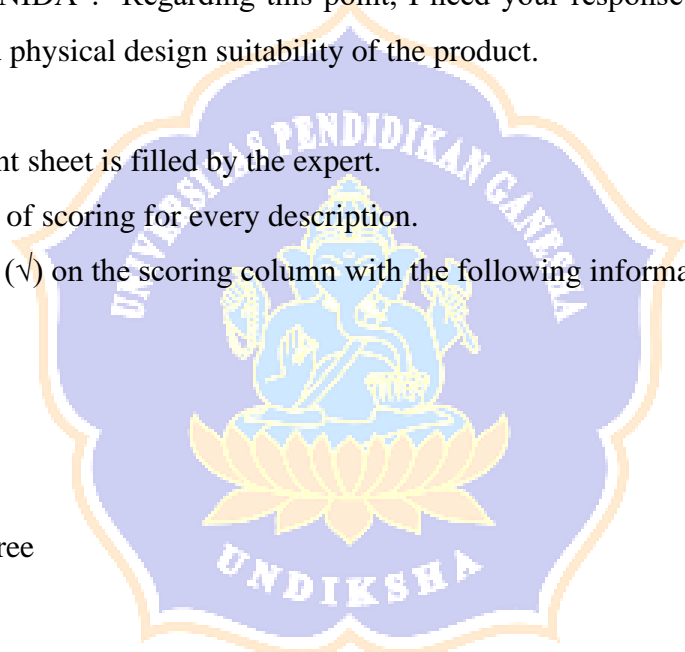 NIDA". Regarding this point, I need your response
physical design suitability of the product.
UNIVERSITAS PENDIDIKAN GANESHA
nt sheet is filled by the expert.
of scoring for every description.
(√) on the scoring column with the following informa
ree
UNDIKSHA